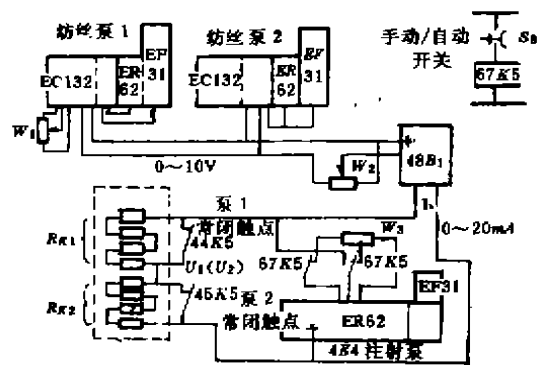 纺丝泵1
纺丝泵2
手动/自动
开关
S8
67K5
EC132
ER
62
EF
31
EC132
ER
62
EF
31
W1
0～10V
W2
48B1
泵1
I1
0～20mA
常闭触点
44K5
RK1
U1(U2)
67K5
W3
67K5
45K5
泵2
RK2
常闭触点
ER62
EF31
4E4注射泵